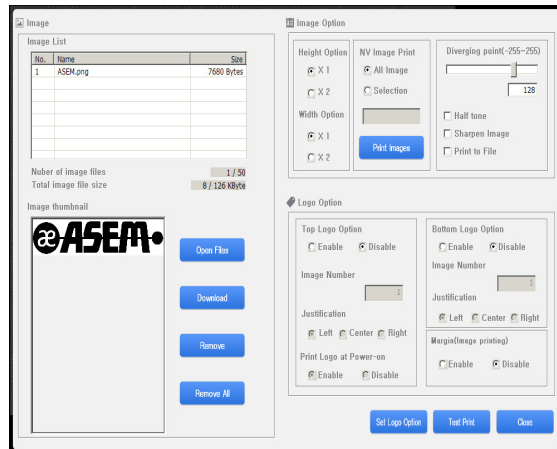 Image
Image List
No. Name Size
1 ASEM.png 7680 Bytes
Nuber of image files 1 / 50
Total image file size 8 / 126 KByte
Image thumbnail
æ ASEM
Open Files
Download
Remove
Remove All
Image Option
Height Option
X 1
X 2
Width Option
X 1
X 2
NV Image Print
All Image
Selection
Print Images
Diverging point(-255~255)
128
Half tone
Sharpen Image
Print to File
Logo Option
Top Logo Option
Enable Disable
Image Number
1
Justification
Left Center Right
Print Logo at Power-on
Enable Disable
Bottom Logo Option
Enable Disable
Image Number
1
Justification
Left Center Right
Margin(Image printing)
Enable Disable
Set Logo Option Text Print Close